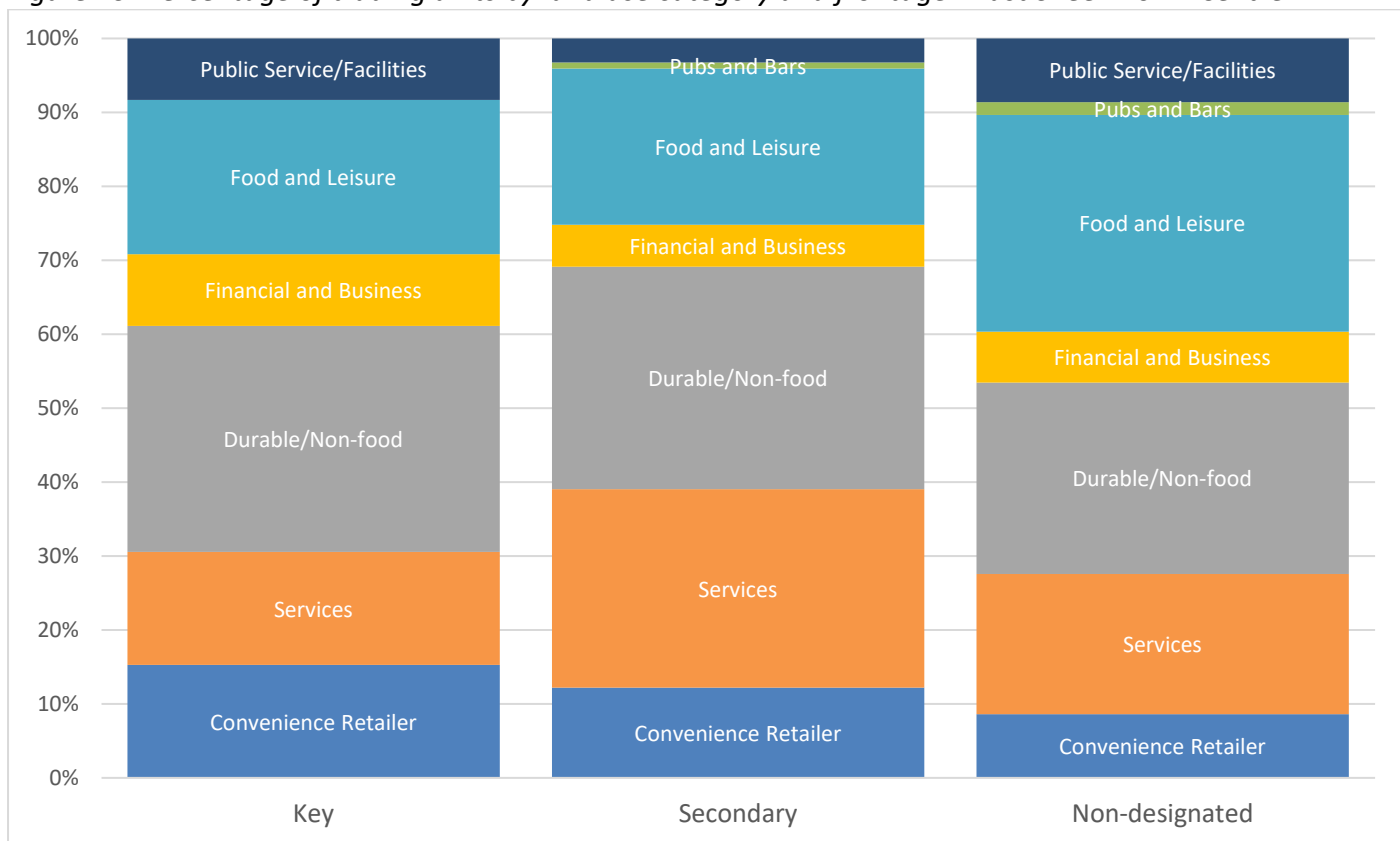 100%
90%
80%
70%
60%
50%
40%
30%
20%
10%
0%
Public Service/Facilities
Food and Leisure
Financial and Business
Durable/Non-food
Services
Convenience Retailer
Key
Pubs and Bars
Food and Leisure
Financial and Business
Durable/Non-food
Services
Convenience Retailer
Secondary
Public Service/Facilities
Pubs and Bars
Food and Leisure
Financial and Business
Durable/Non-food
Services
Convenience Retailer
Non-designated